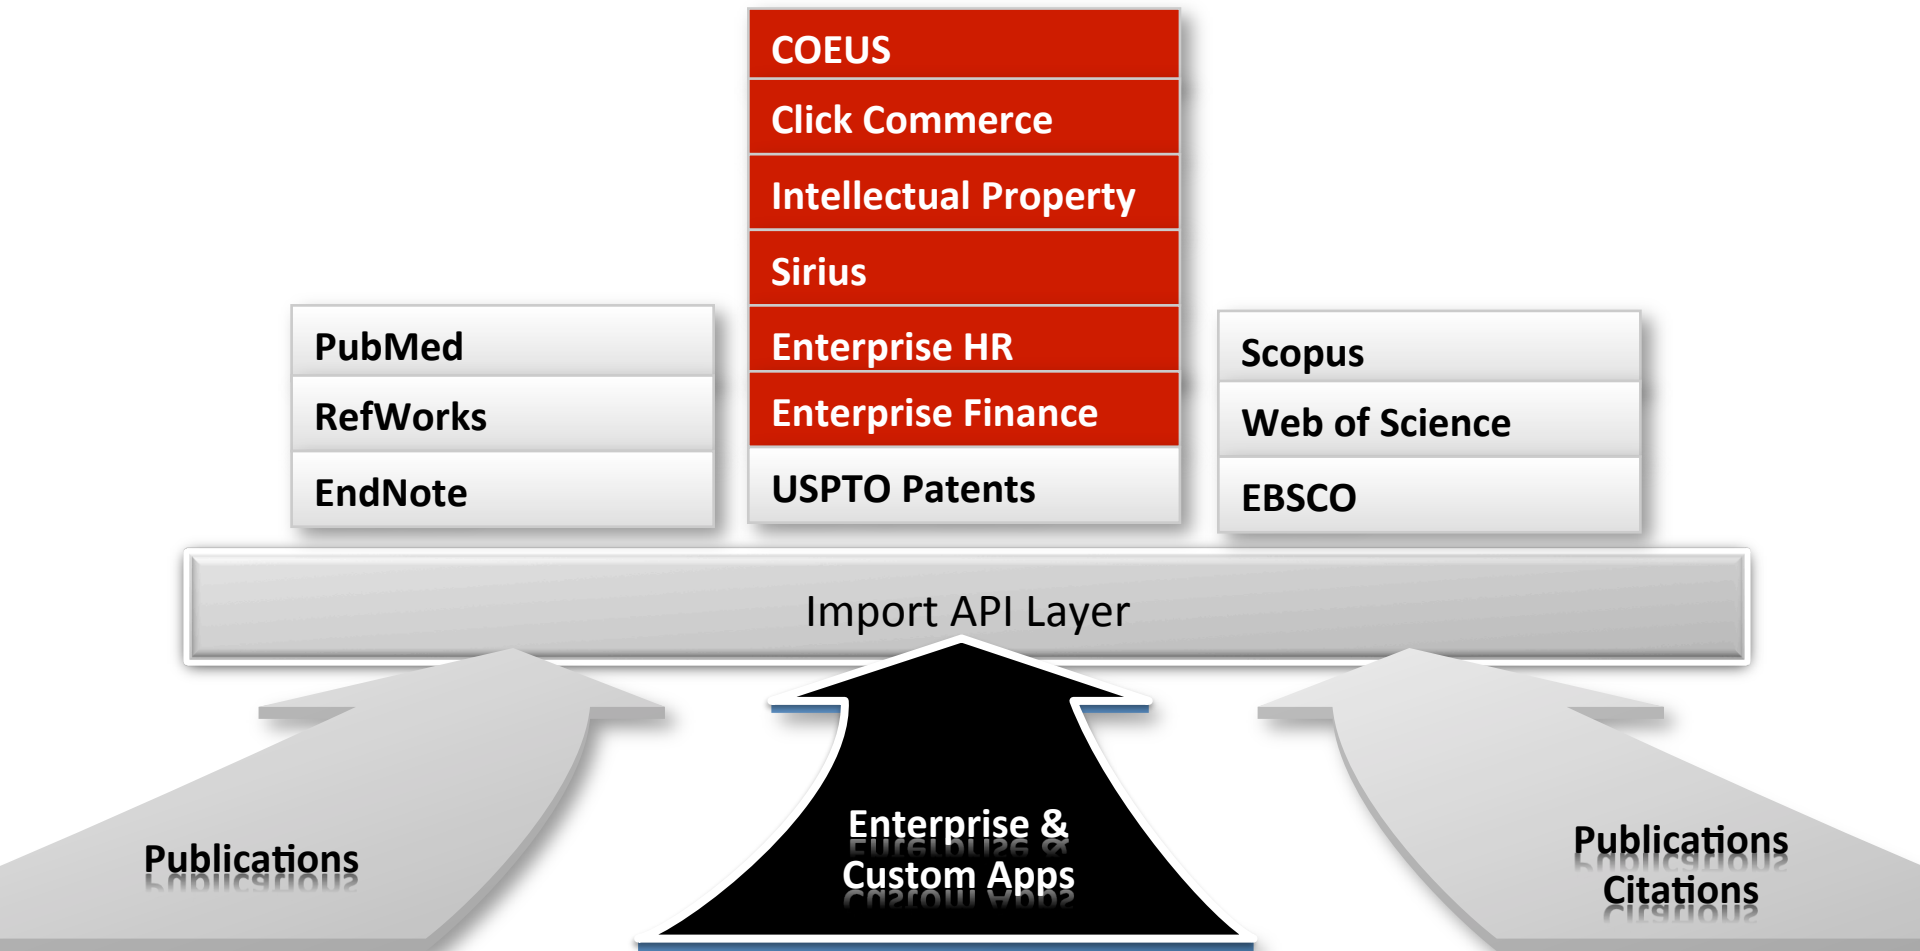 COEUS
Click Commerce
Intellectual Property
Sirius
Enterprise HR
Enterprise Finance
USPTO Patents
PubMed
RefWorks
EndNote
Scopus
Web of Science
EBSCO
Import API Layer
Publications
Enterprise &
Custom Apps
Publications
Citations